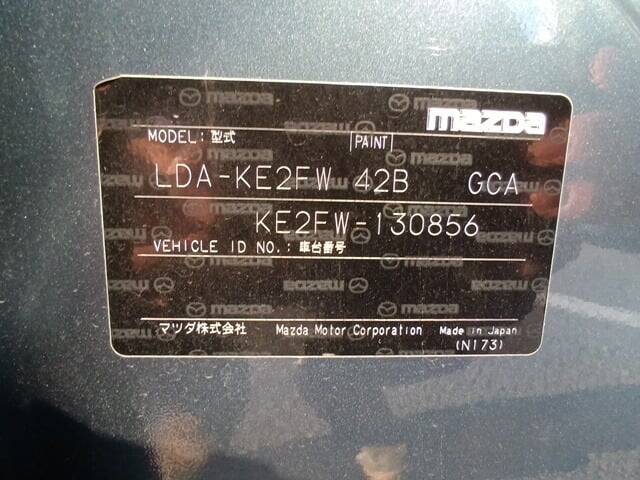 mazda
MODEL: 型式 PAINT
LDA-KE2FW 42B GCA
KE2FW-130856
VEHICLE ID NO.: 車台番号
マツダ株式会社 Mazda Motor Corporation Made in Japan
(N173)